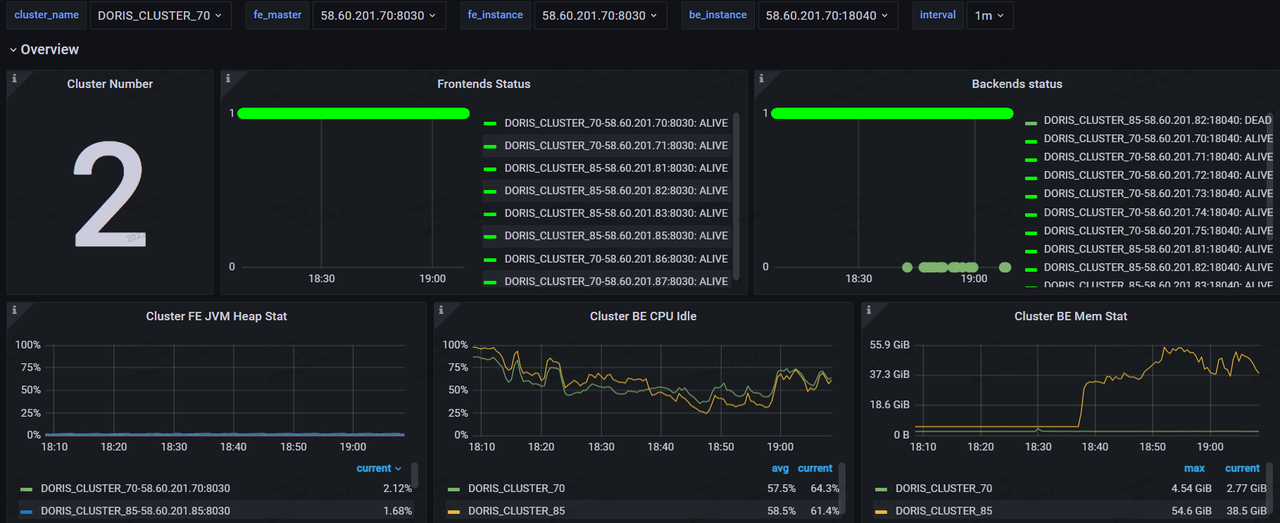 cluster_name DORIS_CLUSTER_70 fe_master 58.60.201.70:8030 fe_instance 58.60.201.70:8030 be_instance 58.60.201.70:18040 interval 1m
Overview
Cluster Number
2
Frontends Status
1
0
18:30 19:00
DORIS_CLUSTER_70-58.60.201.70:8030: ALIVE
DORIS_CLUSTER_70-58.60.201.71:8030: ALIVE
DORIS_CLUSTER_85-58.60.201.81:8030: ALIVE
DORIS_CLUSTER_85-58.60.201.82:8030: ALIVE
DORIS_CLUSTER_85-58.60.201.83:8030: ALIVE
DORIS_CLUSTER_85-58.60.201.85:8030: ALIVE
DORIS_CLUSTER_70-58.60.201.86:8030: ALIVE
DORIS_CLUSTER_70-58.60.201.87:8030: ALIVE
Backends status
1
0
18:30 19:00
DORIS_CLUSTER_85-58.60.201.82:18040: DEAD
DORIS_CLUSTER_70-58.60.201.70:18040: ALIVE
DORIS_CLUSTER_70-58.60.201.71:18040: ALIVE
DORIS_CLUSTER_70-58.60.201.72:18040: ALIVE
DORIS_CLUSTER_70-58.60.201.73:18040: ALIVE
DORIS_CLUSTER_70-58.60.201.74:18040: ALIVE
DORIS_CLUSTER_70-58.60.201.75:18040: ALIVE
DORIS_CLUSTER_85-58.60.201.81:18040: ALIVE
DORIS_CLUSTER_85-58.60.201.82:18040: ALIVE
DORIS_CLUSTER_85-58.60.201.83:18040: ALIVE
Cluster FE JVM Heap Stat
100%
75%
50%
25%
0%
18:10 18:20 18:30 18:40 18:50 19:00
current
DORIS_CLUSTER_70-58.60.201.70:8030 2.12%
DORIS_CLUSTER_85-58.60.201.85:8030 1.68%
Cluster BE CPU Idle
100%
75%
50%
25%
0%
18:10 18:20 18:30 18:40 18:50 19:00
avg current
DORIS_CLUSTER_70 57.5% 64.3%
DORIS_CLUSTER_85 58.5% 61.4%
Cluster BE Mem Stat
55.9 GiB
37.3 GiB
18.6 GiB
0 B
18:10 18:20 18:30 18:40 18:50 19:00
max current
DORIS_CLUSTER_70 4.54 GiB 2.77 GiB
DORIS_CLUSTER_85 54.6 GiB 38.5 GiB